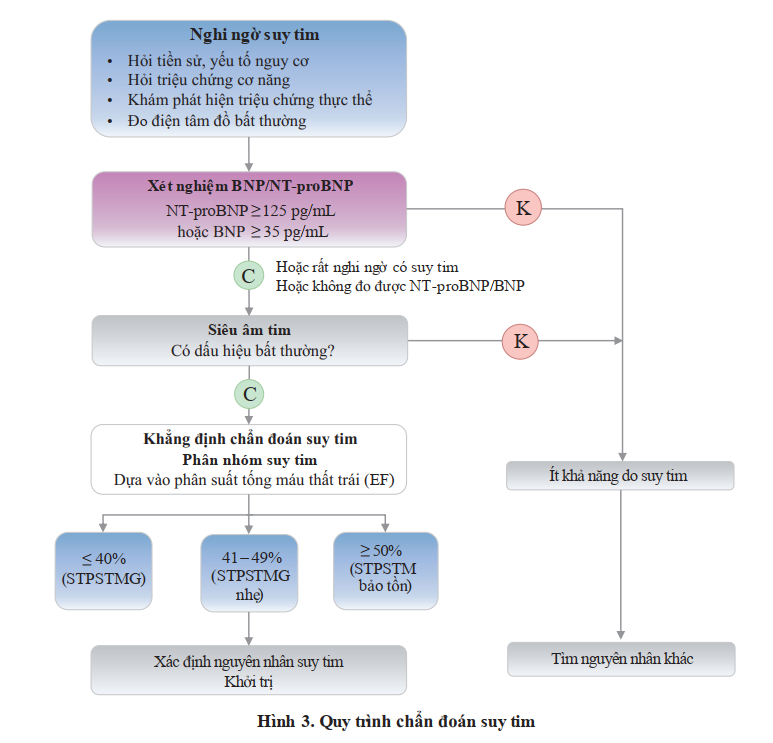 Nghi ngờ suy tim
• Hỏi tiền sử, yếu tố nguy cơ
• Hỏi triệu chứng cơ năng
• Khám phát hiện triệu chứng thực thể
• Đo điện tâm đồ bất thường
Xét nghiệm BNP/NT-proBNP
NT-proBNP ≥ 125 pg/mL
hoặc BNP ≥ 35 pg/mL
K
C
Hoặc rất nghi ngờ có suy tim
Hoặc không đo được NT-proBNP/BNP
Siêu âm tim
Có dấu hiệu bất thường?
K
C
Khẳng định chẩn đoán suy tim
Phân nhóm suy tim
Dựa vào phân suất tống máu thất trái (EF)
Ít khả năng do suy tim
≤ 40%
(STPSTMG)
41−49%
(STPSTMG
nhẹ)
≥ 50%
(STPSTM
bảo tồn)
Xác định nguyên nhân suy tim
Khởi trị
Tìm nguyên nhân khác
Hình 3. Quy trình chẩn đoán suy tim